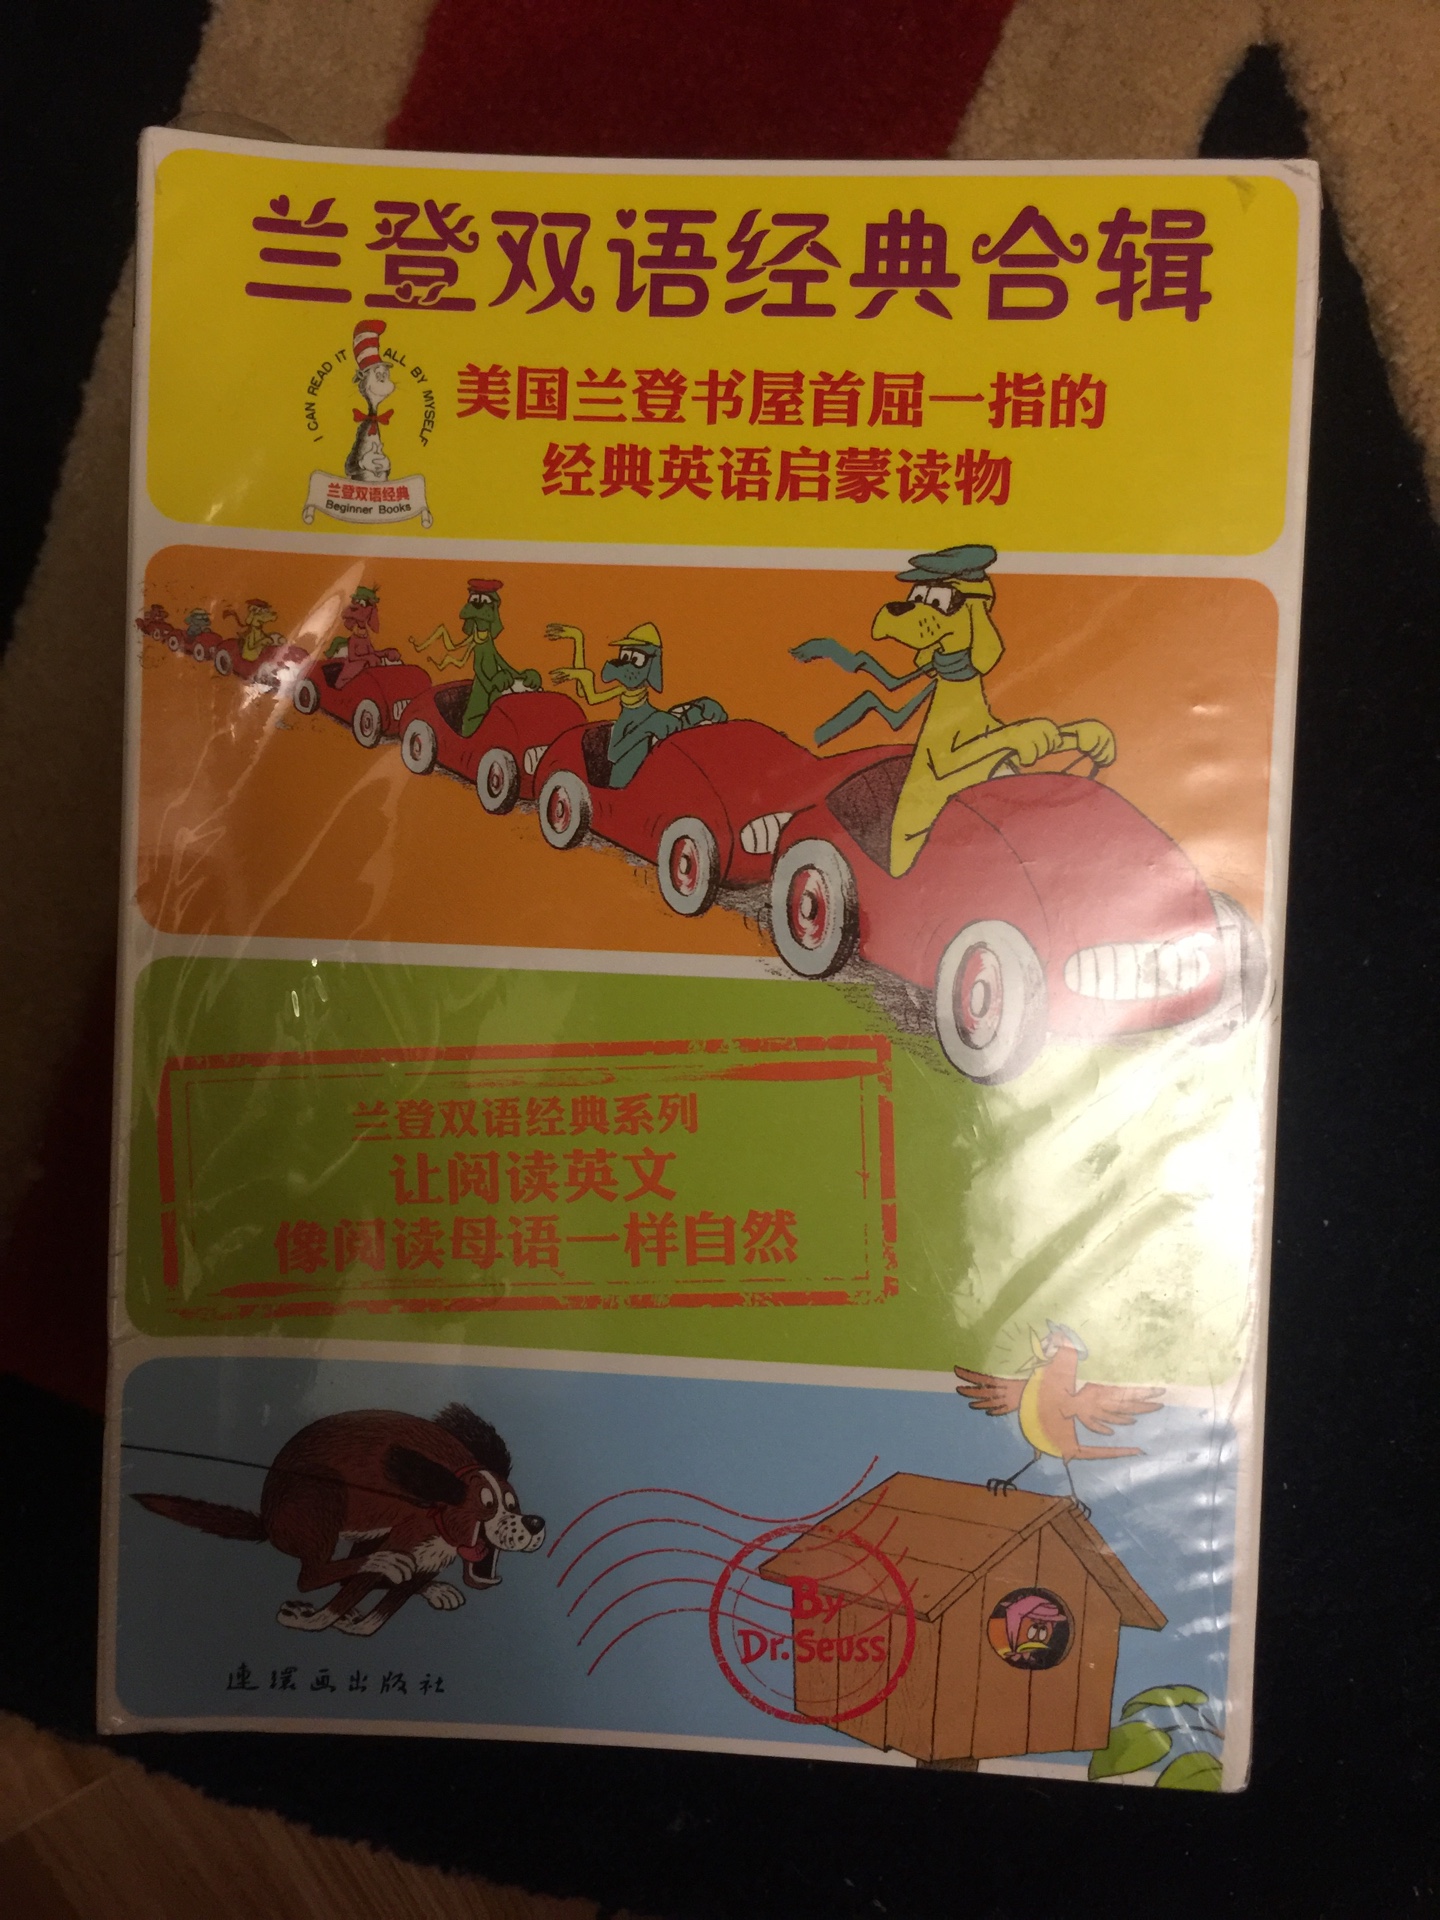 兰登双语经典合辑
I CAN READ IT ALL BY MYSELF
兰登双语经典
Beginner Books
美国兰登书屋首屈一指的
经典英语启蒙读物
兰登双语经典系列
让阅读英文
像阅读母语一样自然
By
Dr. Seuss
連環画出版社